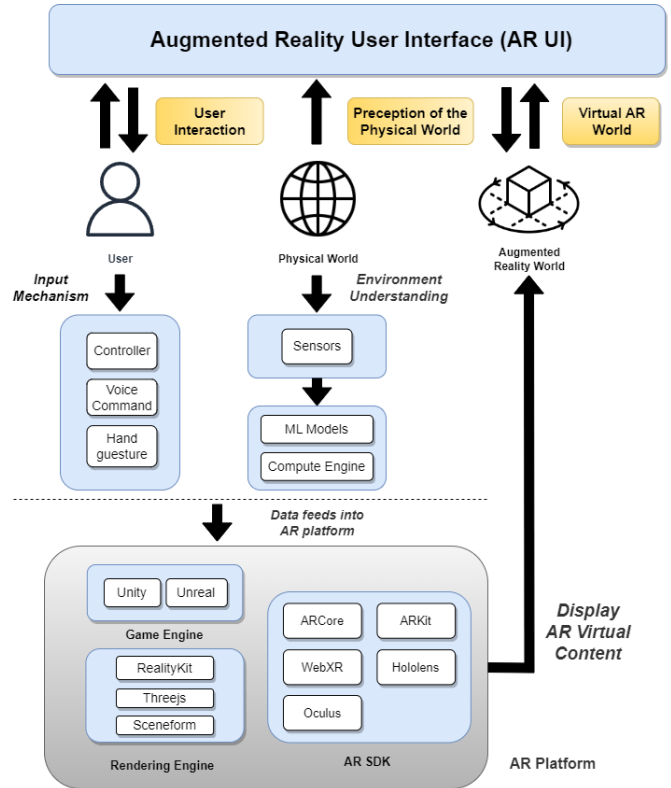 Augmented Reality User Interface (AR UI)
User
Interaction
Preception of the
Physical World
Virtual AR
World
User
Physical World
Augmented
Reality World
Input
Mechanism
Environment
Understanding
Controller
Voice
Command
Hand
guesture
Sensors
ML Models
Compute Engine
Data feeds into
AR platform
Unity
Unreal
Game Engine
RealityKit
Threejs
Sceneform
Rendering Engine
ARCore
ARKit
WebXR
Hololens
Oculus
AR SDK
Display
AR Virtual
Content
AR Platform